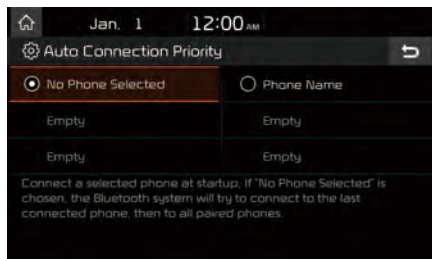 Jan. 1 12:00 AM
Auto Connection Priority
No Phone Selected Phone Name
Empty Empty
Empty Empty
Connect a selected phone at startup, If "No Phone Selected" is
chosen, the Bluetooth system will try to connect to the last
connected phone, then to all paired phones.